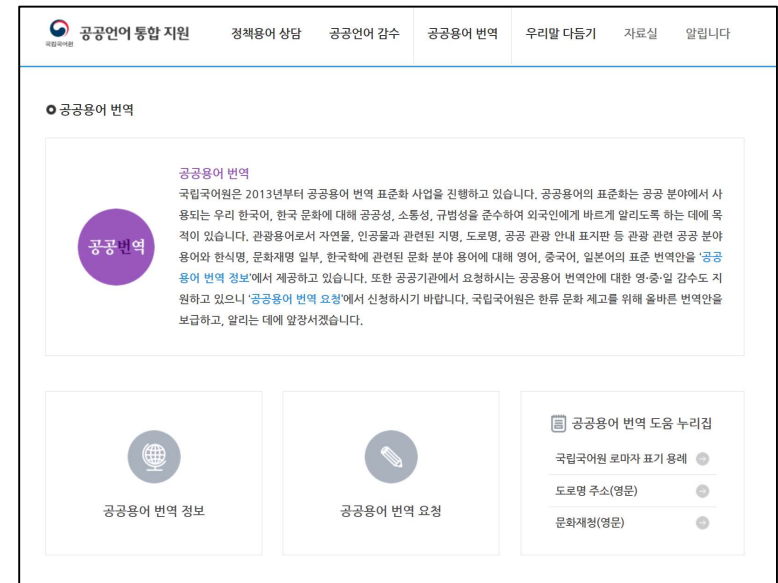 국립국어원 공공언어 통합 지원 정책용어 상담 공공언어 감수 공공용어 번역 우리말 다듬기 자료실 알립니다
공공용어 번역
공공용어 번역
국립국어원은 2013년부터 공공용어 번역 표준화 사업을 진행하고 있습니다. 공공용어의 표준화는 공공 분야에서 사
용되는 우리 한국어, 한국 문화에 대해 공공성, 소통성, 규범성을 준수하여 외국인에게 바르게 알리도록 하는 데에 목
적이 있습니다. 관광용어로서 자연물, 인공물과 관련된 지명, 도로명, 공공 관광 안내 표지판 등 관광 관련 공공 분야
용어와 한식명, 문화재명 일부, 한국학에 관련된 문화 분야 용어에 대해 영어, 중국어, 일본어의 표준 번역안을 '공공
용어 번역 정보'에서 제공하고 있습니다. 또한 공공기관에서 요청하시는 공공용어 번역안에 대한 영·중·일 감수도 지
원하고 있으니 '공공용어 번역 요청'에서 신청하시기 바랍니다. 국립국어원은 한류 문화 제고를 위해 올바른 번역안을
보급하고, 알리는 데에 앞장서겠습니다.
공공번역
공공용어 번역 정보
공공용어 번역 요청
공공용어 번역 도움 누리집
국립국어원 로마자 표기 용례
도로명 주소(영문)
문화재청(영문)